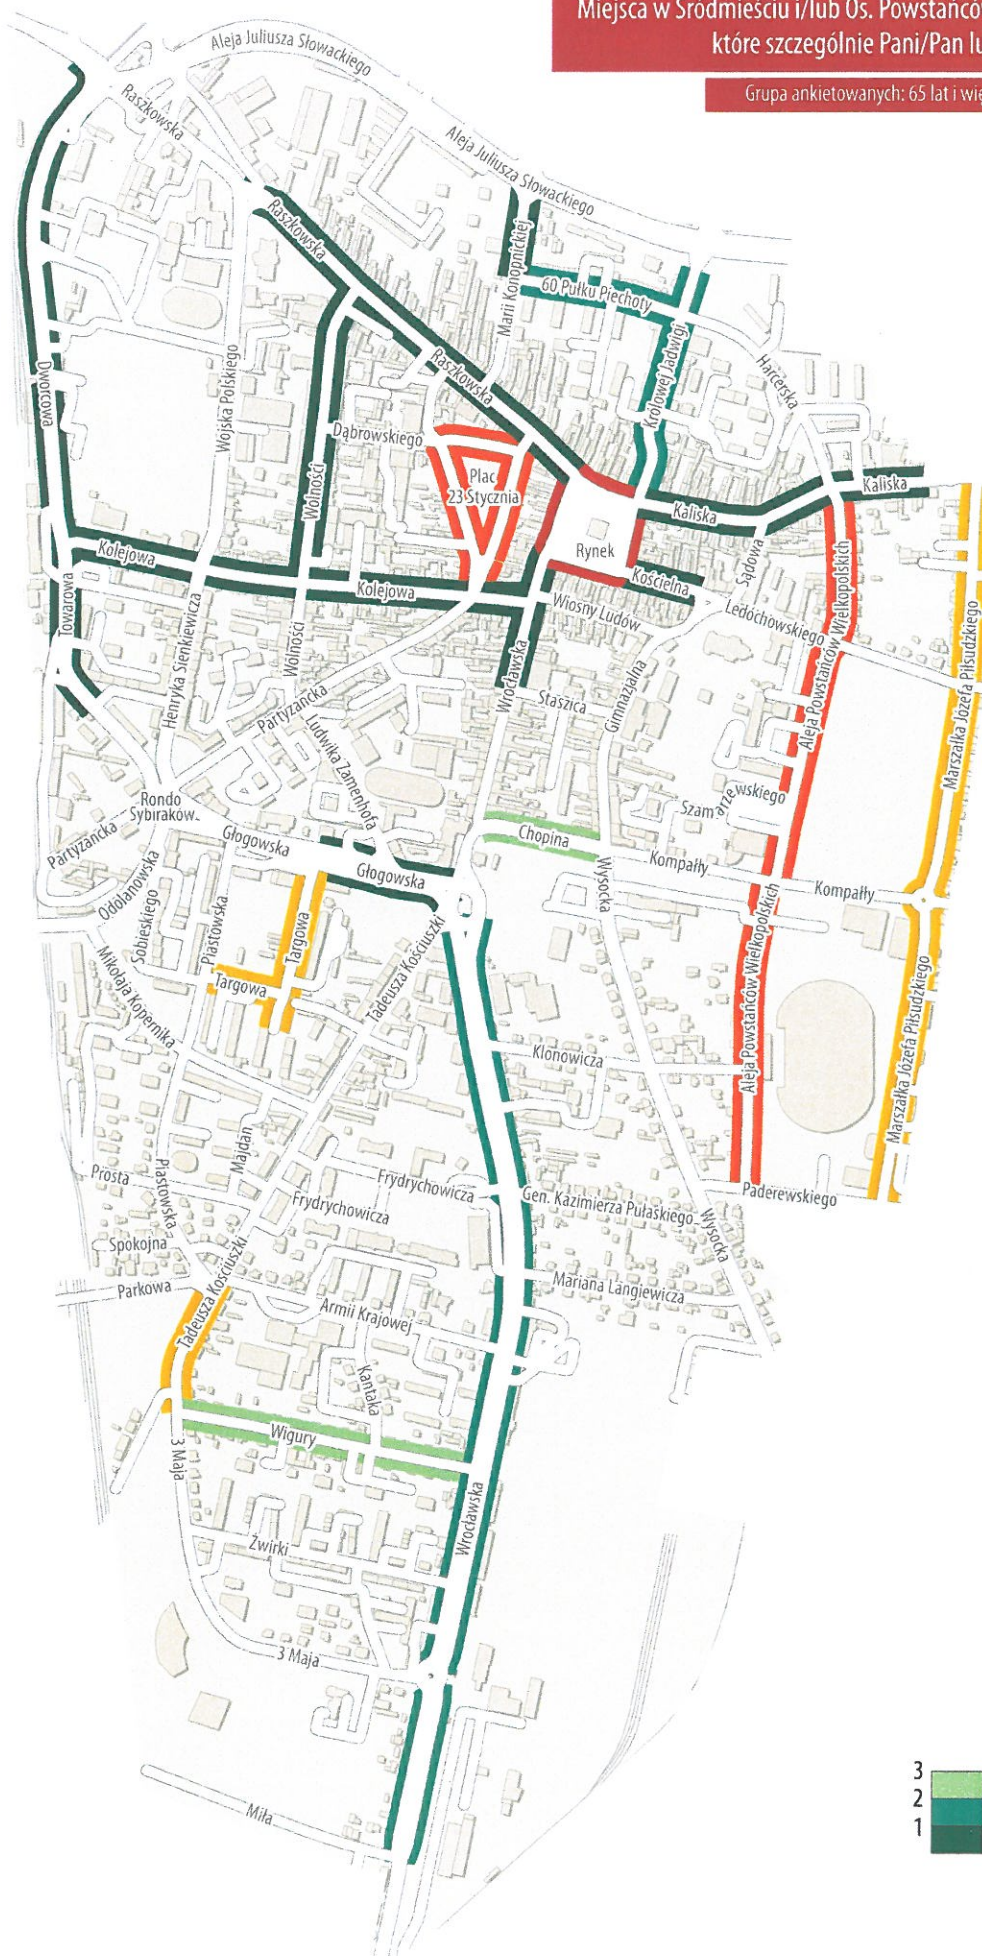 Miejsca w Śródmieściu i/lub Os. Powstańców
które szczególnie Pani/Pan lu
Grupa ankietowanych: 65 lat i wię
Aleja Juliusza Słowackiego
Raszkowska
Aleja Juliusza Słowackiego
Raszkowska
Marii Konopnickiej
60 Pułku Piechoty
Królowej Jadwigi
Harcerska
Raszkowska
Dworcowa
Wojska Polskiego
Dąbrowskiego
Plac
23 Stycznia
Wolności
Kaliska
Kaliska
Rynek
Sądowa
Kolejowa
Kolejowa
Kościelna
Wiosny Ludów
Ledóchowskiego
Aleja Powstańców Wielkopolskich
Towarowa
Henryka Sienkiewicza
Wolności
Wrocławska
Staszica
Gimnazjalna
Marszałka Józefa Piłsudskiego
Partyzancka
Ludwika Zamenhofa
Rondo
Sybiraków
Szamarzewskiego
Partyzancka
Głogowska
Chopina
Kompałły
Kompałły
Głogowska
Wysocka
Odolanowska
Sobieskiego
Piastowska
Targowa
Targowa
Mikołaja Kopernika
Tadeusza Kościuszki
Aleja Powstańców Wielkopolskich
Marszałka Józefa Piłsudzkiego
Klonowicza
Majdan
Prosta
Piastowska
Frydrychowicza
Frydrychowicza
Gen. Kazimierza Pułaskiego
Wysocka
Paderewskiego
Spokojna
Parkowa
Tadeusza Kościuszki
Armii Krajowej
Mariana Langiewicza
Kantaka
Wigury
3 Maja
Wrocławska
Żwirki
3 Maja
Miła
3
2
1